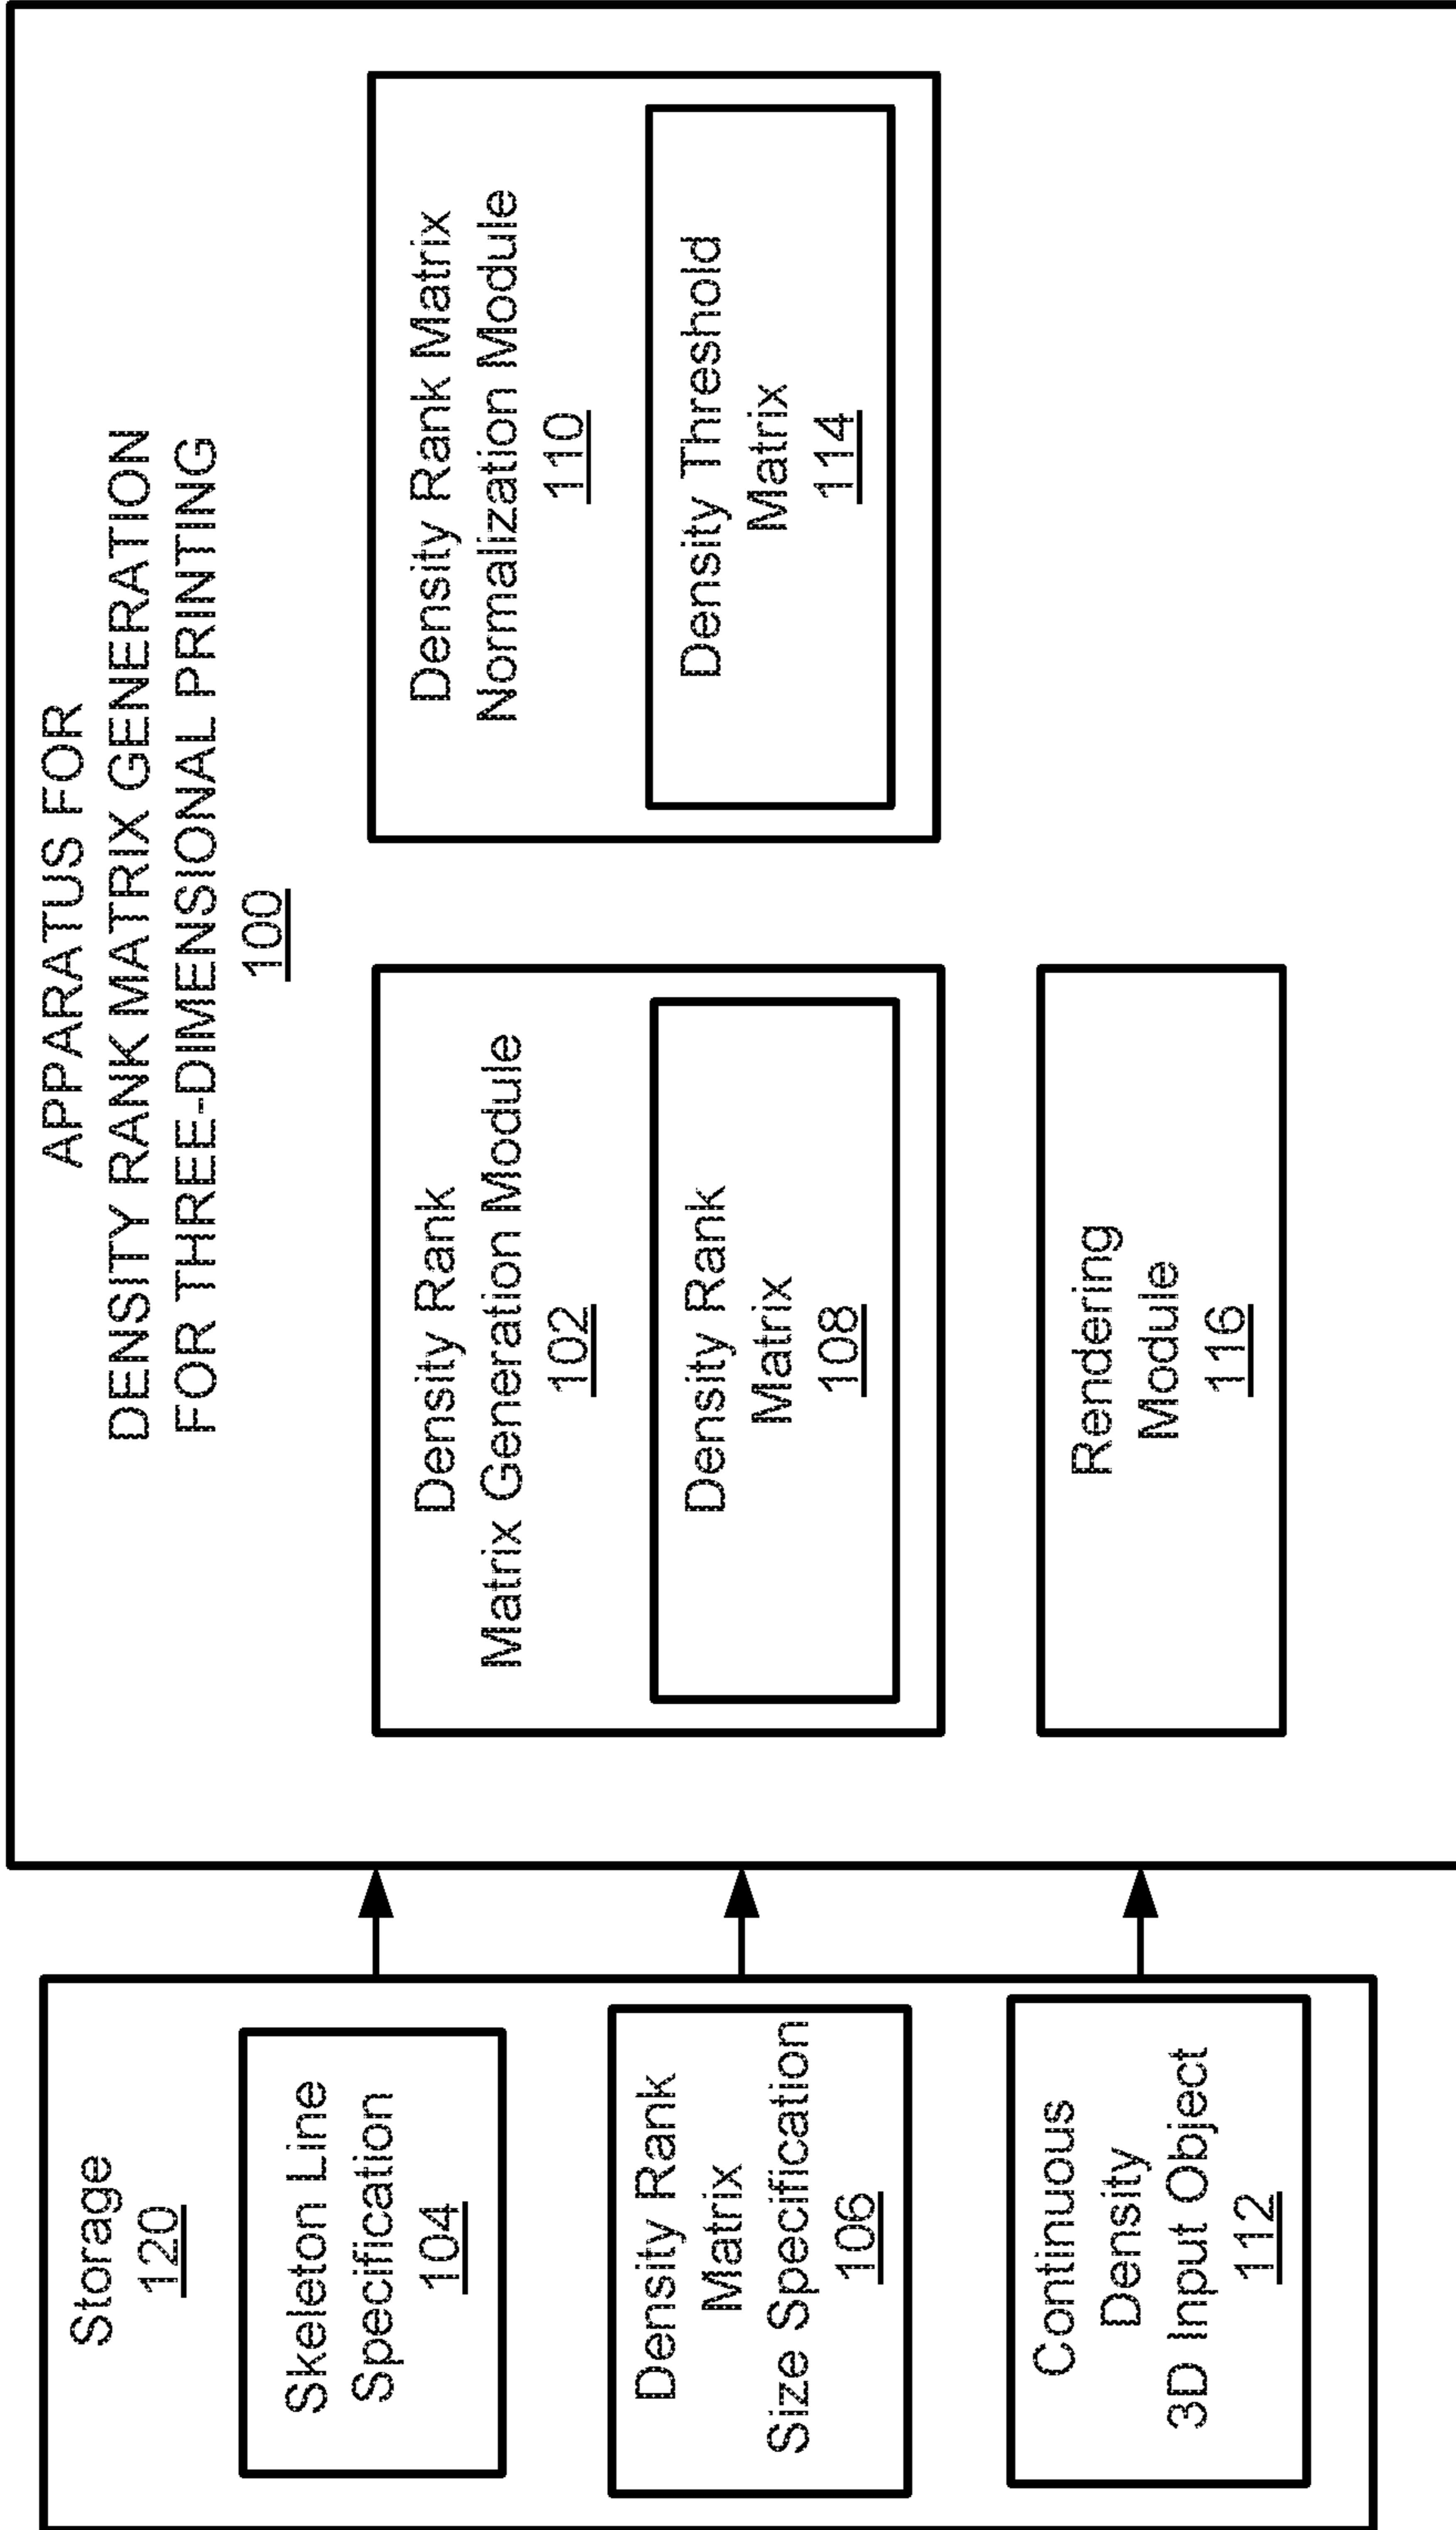 Storage
120
Skeleton Line
Specification
104
Density Rank
Matrix
Size Specification
106
Continuous
Density
3D Input Object
112
APPARATUS FOR
DENSITY RANK MATRIX GENERATION
FOR THREE-DIMENSIONAL PRINTING
100
Density Rank
Matrix Generation Module
102
Density Rank
Matrix
108
Density Rank Matrix
Normalization Module
110
Density Threshold
Matrix
114
Rendering
Module
116